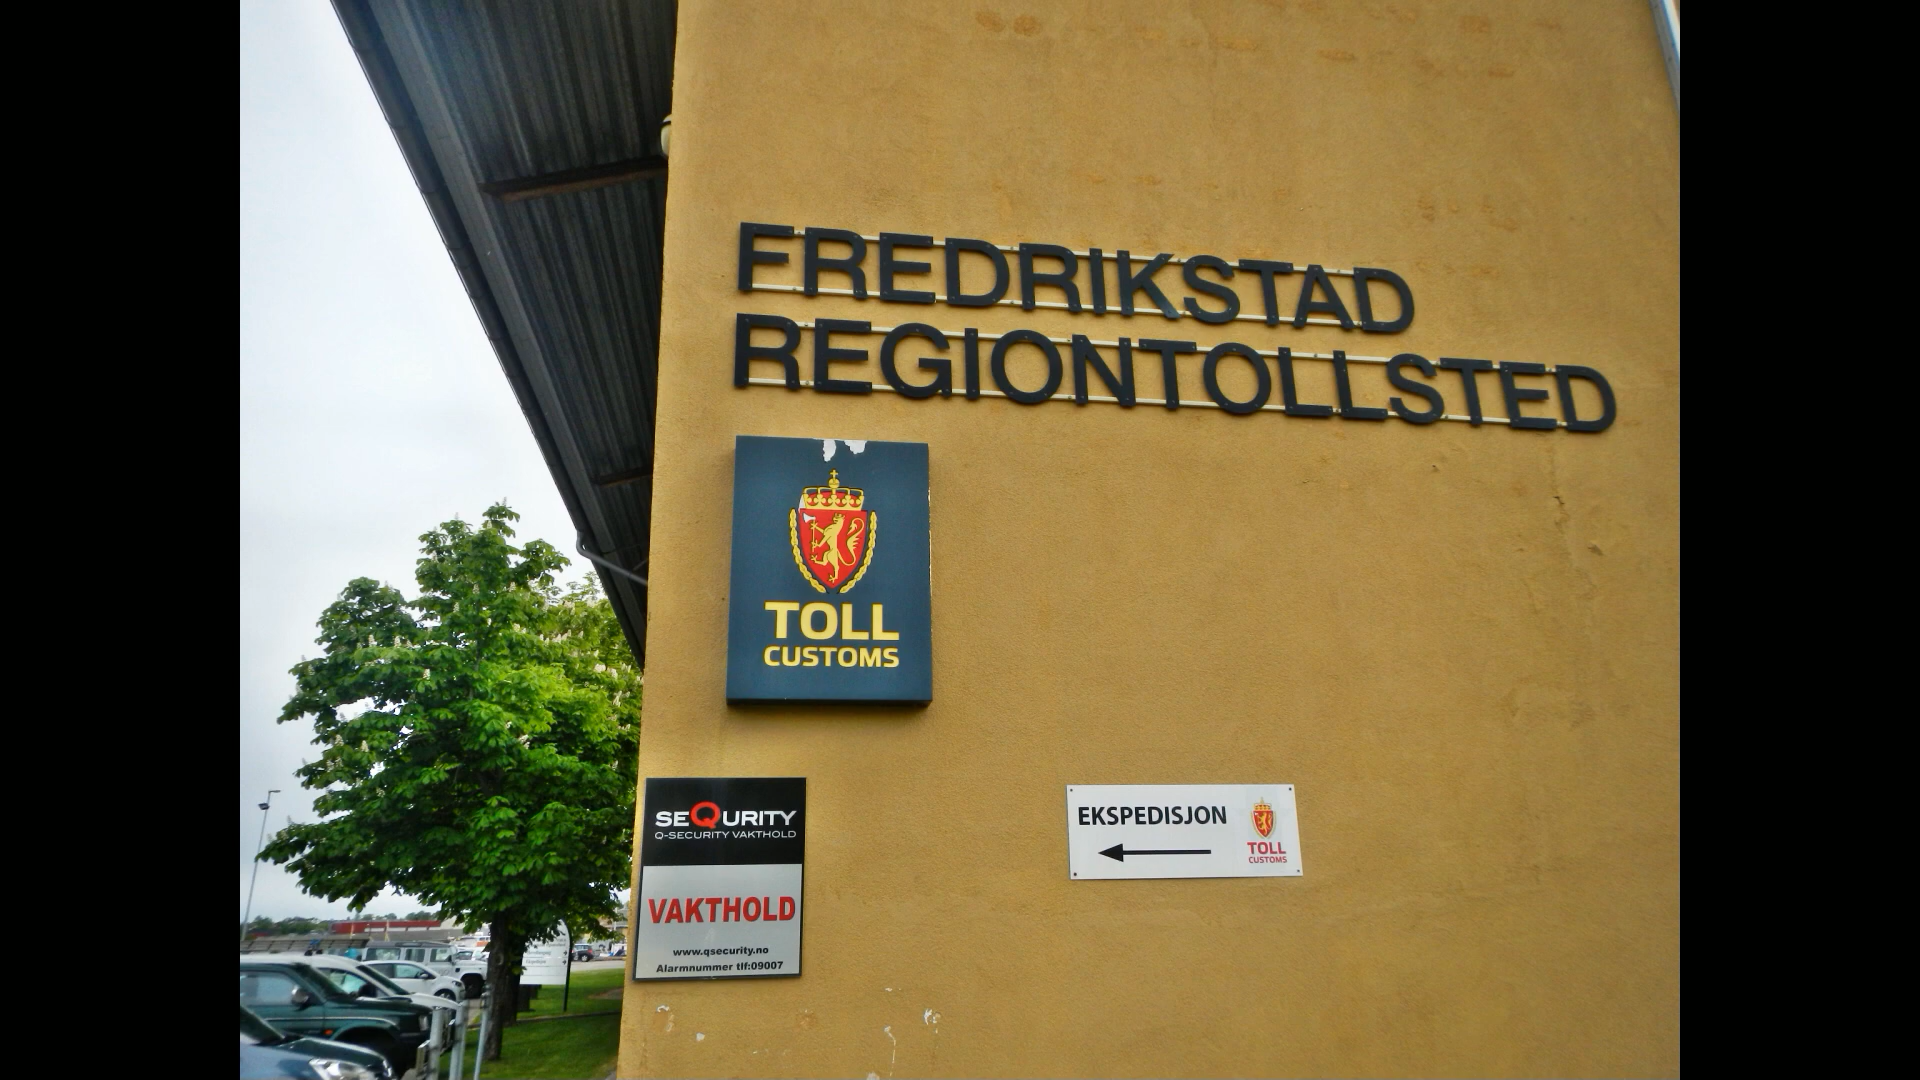 FREDRIKSTAD
REGIONTOLLSTED
TOLL
CUSTOMS
SEQURITY
Q-SECURITY VAKTHOLD
VAKTHOLD
www.qsecurity.no
Alarmnummer tlf:09007
EKSPEDISJON
TOLL
CUSTOMS